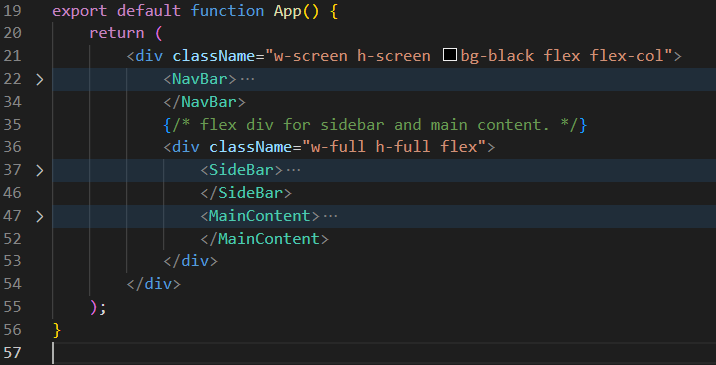 19 export default function App() {
20 return (
21 <div className="w-screen h-screen bg-black flex flex-col">
22 <NavBar>…
34 </NavBar>
35 {/* flex div for sidebar and main content. */}
36 <div className="w-full h-full flex">
37 <SideBar>…
46 </SideBar>
47 <MainContent>…
52 </MainContent>
53 </div>
54 </div>
55 );
56 }
57